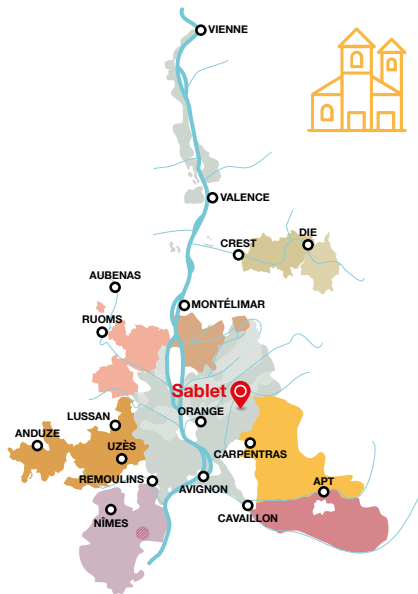 VIENNE
VALENCE
DIE
CREST
AUBENAS
MONTÉLIMAR
RUOMS
Sablet
ORANGE
LUSSAN
ANDUZE
UZÈS
CARPENTRAS
REMOULINS
AVIGNON
APT
NÎMES
CAVAILLON